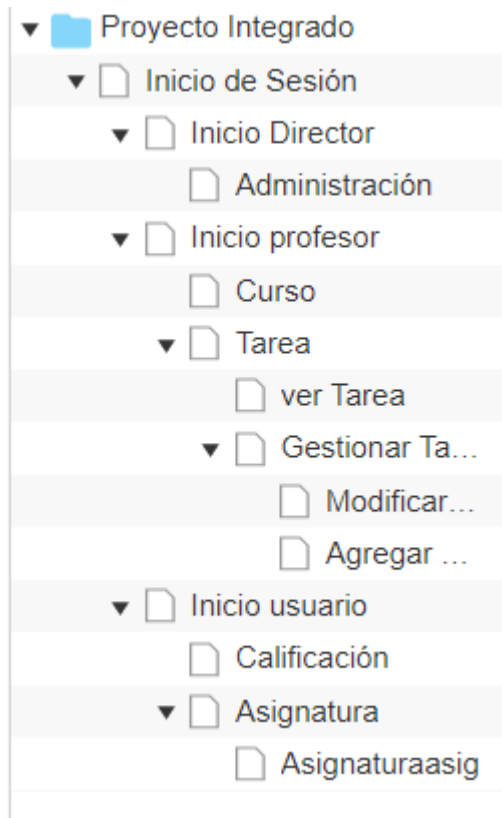 Proyecto Integrado
Inicio de Sesión
Inicio Director
Administración
Inicio profesor
Curso
Tarea
ver Tarea
Gestionar Ta...
Modificar...
Agregar ...
Inicio usuario
Calificación
Asignatura
Asignaturaasig